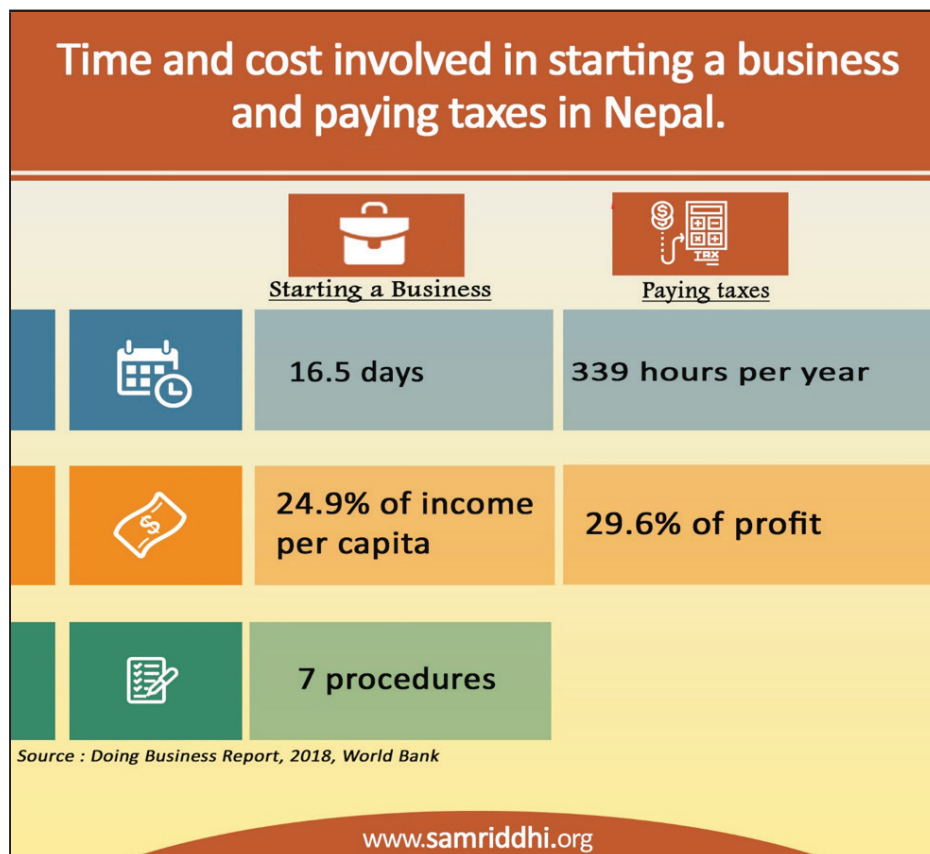 Time and cost involved in starting a business
and paying taxes in Nepal.
TAX
Starting a Business
Paying taxes
16.5 days
339 hours per year
24.9% of income
per capita
29.6% of profit
7 procedures
Source : Doing Business Report, 2018, World Bank
www.samriddhi.org